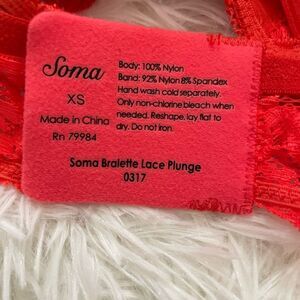 Soma
XS
Made in China
Rn 79984
Body: 100% Nylon
Band: 92% Nylon 8% Spandex
Hand wash cold separately.
Only non-chlorine bleach when
needed. Reshape, lay flat to
dry. Do not iron.
Soma Bralette Lace Plunge
0317